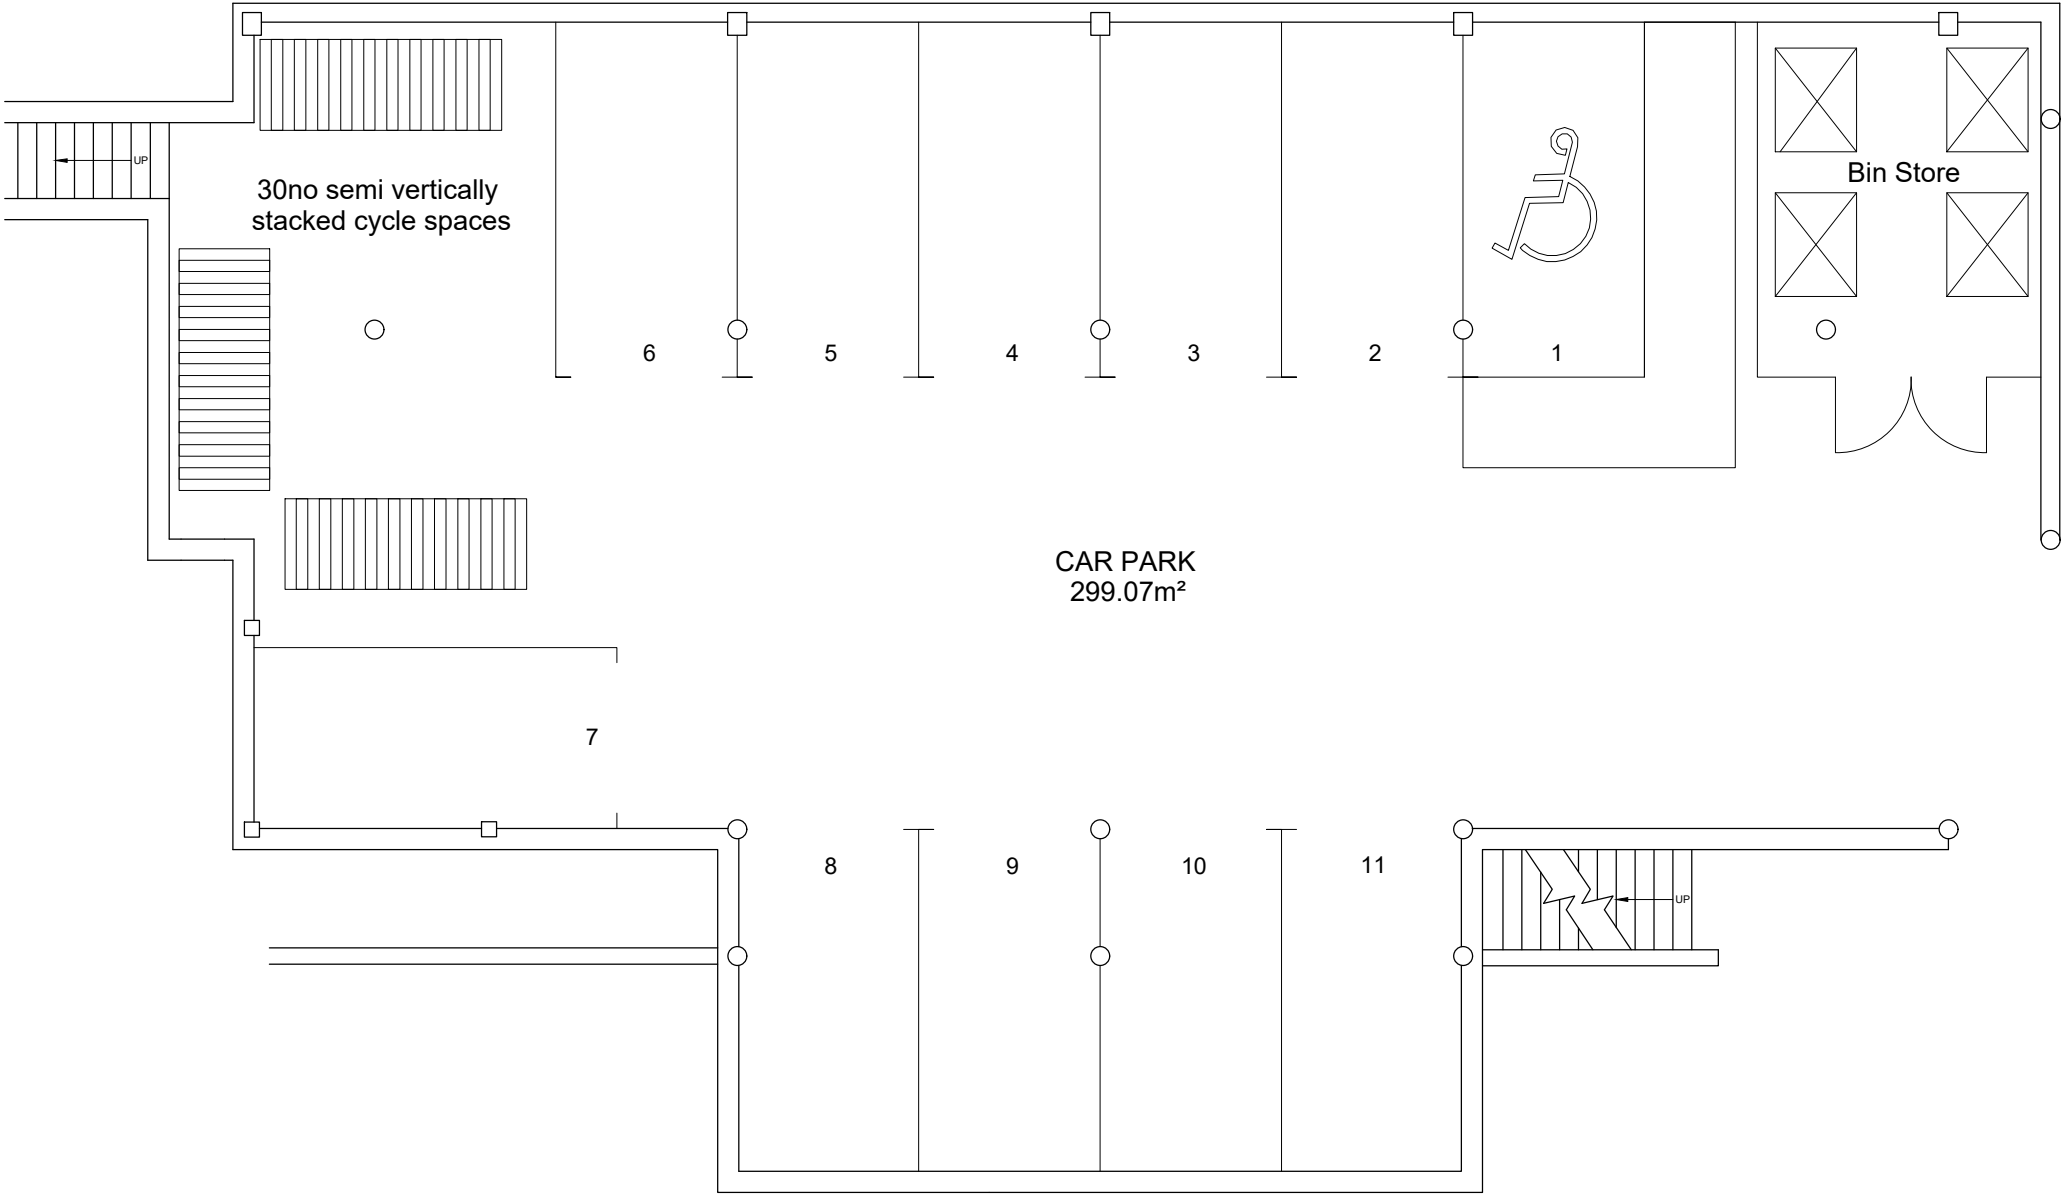 UP
30no semi vertically
stacked cycle spaces
Bin Store
6
5
4
3
2
1
CAR PARK
299.07m²
7
8
9
10
11
UP